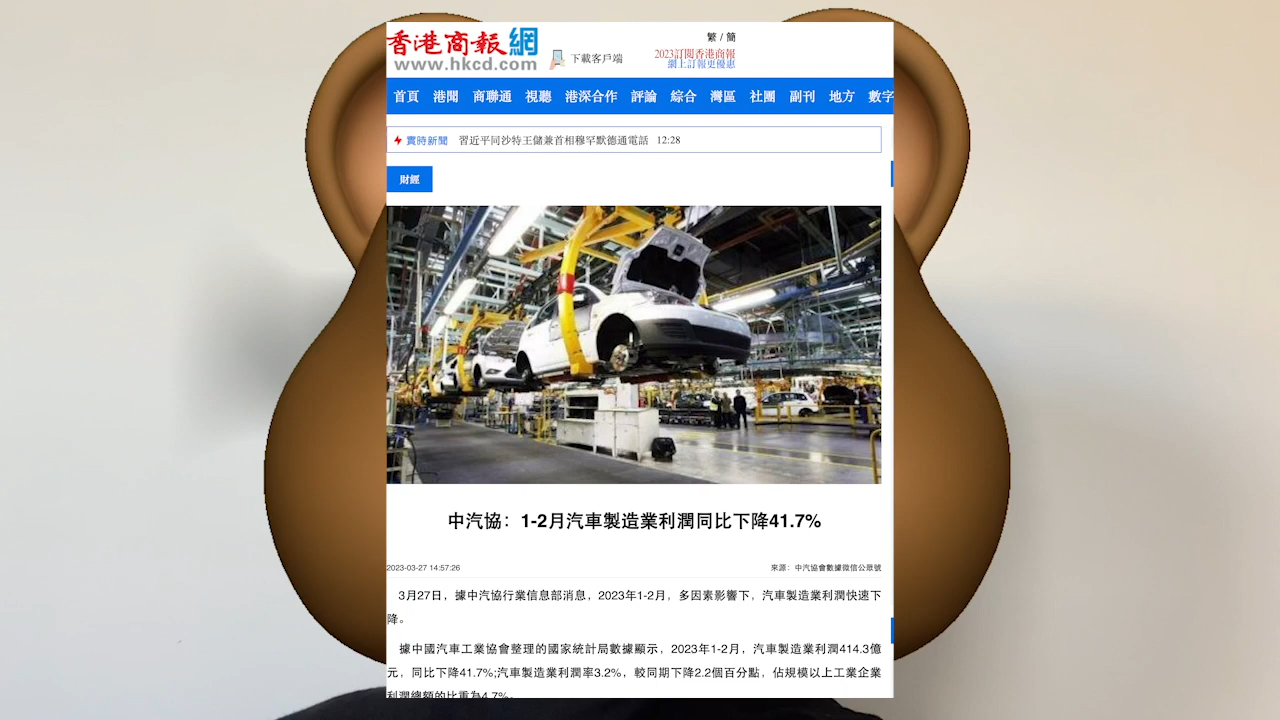 香港商報網
www.hkcd.com
下載客戶端
繁 / 簡
2023訂閱香港商報
網上訂報更優惠
首頁 港聞 商聯通 視聽 港深合作 評論 綜合 灣區 社團 副刊 地方 數字
實時新聞 習近平同沙特王儲兼首相穆罕默德通電話 12:28
財經
中汽協：1-2月汽車製造業利潤同比下降41.7%
2023-03-27 14:57:26 來源：中汽協會數據微信公眾號
3月27日，據中汽協行業信息部消息，2023年1-2月，多因素影響下，汽車製造業利潤快速下
降。
據中國汽車工業協會整理的國家統計局數據顯示，2023年1-2月，汽車製造業利潤414.3億
元，同比下降41.7%;汽車製造業利潤率3.2%，較同期下降2.2個百分點，佔規模以上工業企業
利潤總額的比重為4.7%。